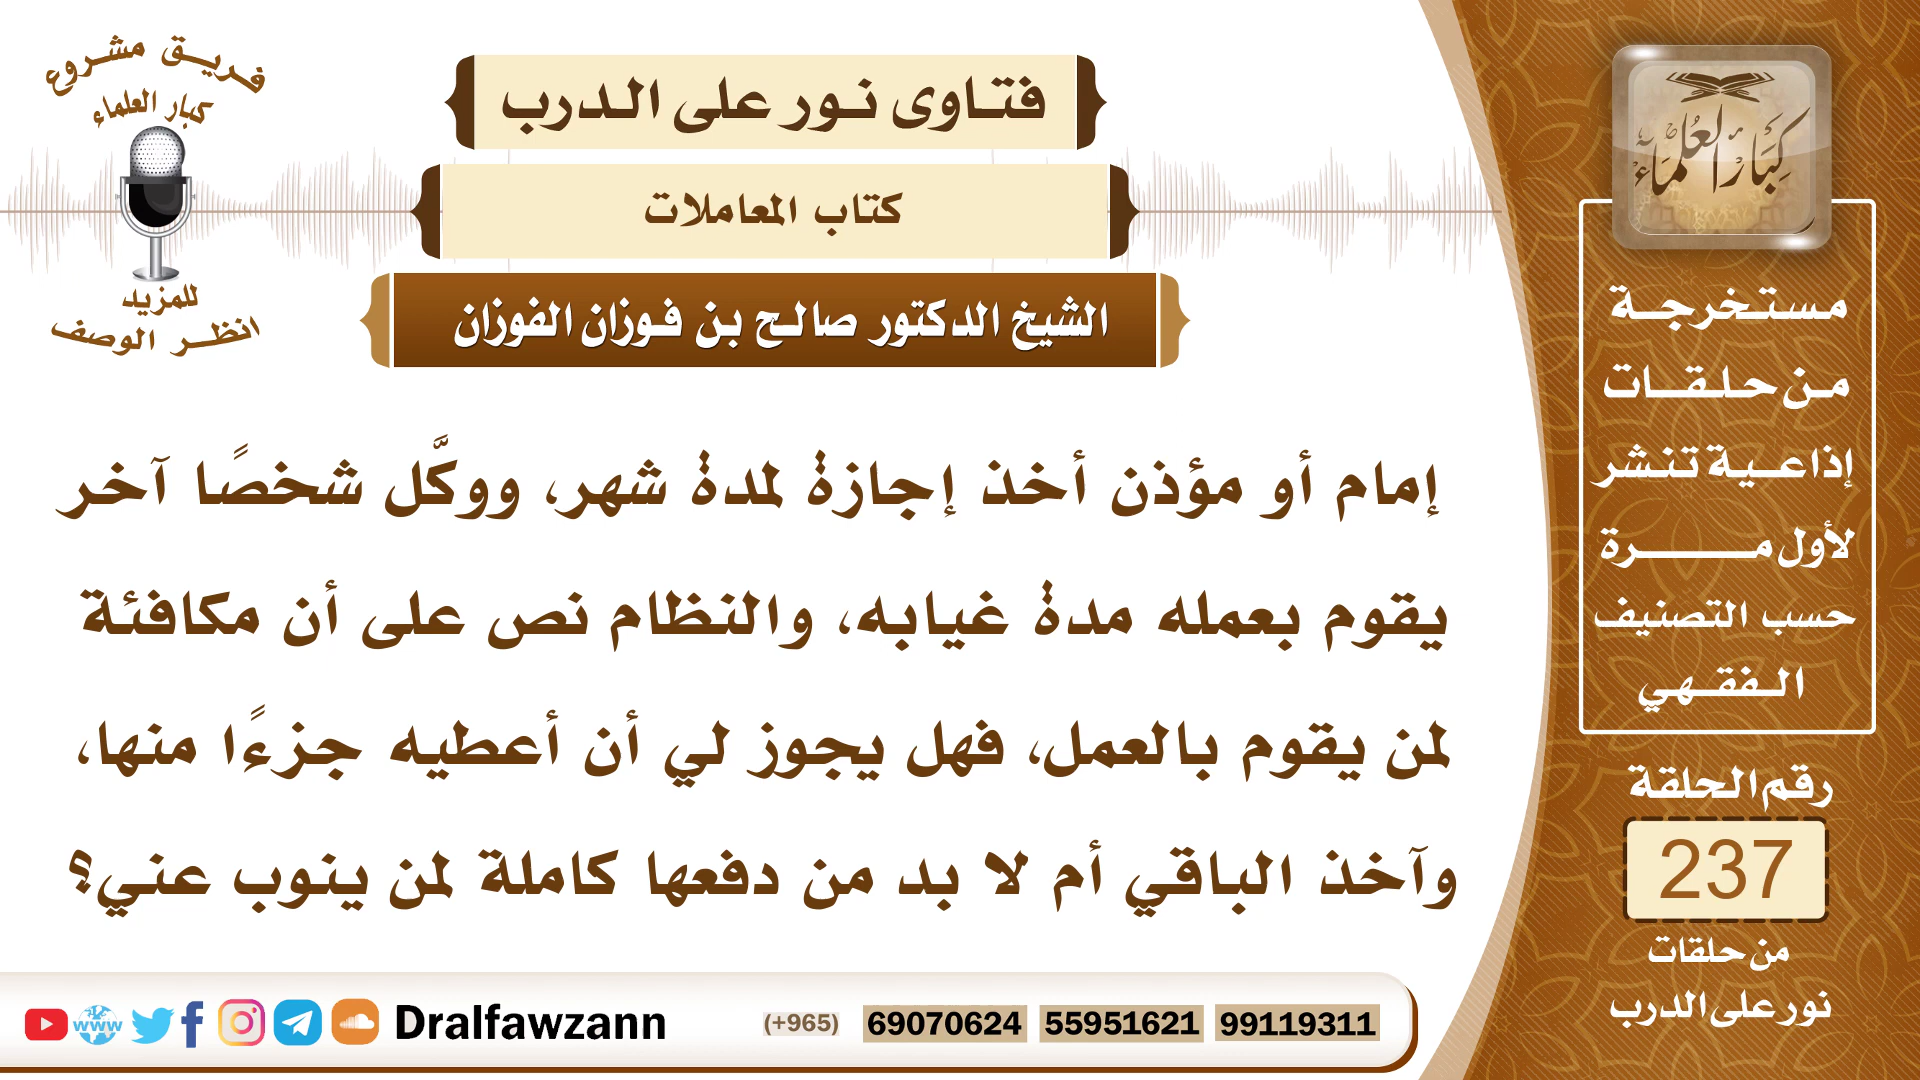 فتاوى نور على الدرب
كتاب المعاملات
الشيخ الدكتور صالح بن فوزان الفوزان
إمام أو مؤذن أخذ إجازةً لمدة شهر، ووكَّل شخصًا آخر
يقوم بعمله مدة غيابه، والنظام نص على أن مكافئة
لمن يقوم بالعمل، فهل يجوز لي أن أعطيه جزءًا منها،
وآخذ الباقي أم لا بد من دفعها كاملة لمن ينوب عني؟
فريق مشروع
كبار العلماء
للمزيد
انظر الوصف
كِبَار العُلَمَاء
مستخرجة
من حلقات
إذاعية تنشر
لأول مرة
حسب التصنيف
الفقهي
رقم الحلقة
237
من حلقات
نور على الدرب
www
Dralfawzann
(+965) 69070624 55951621 99119311